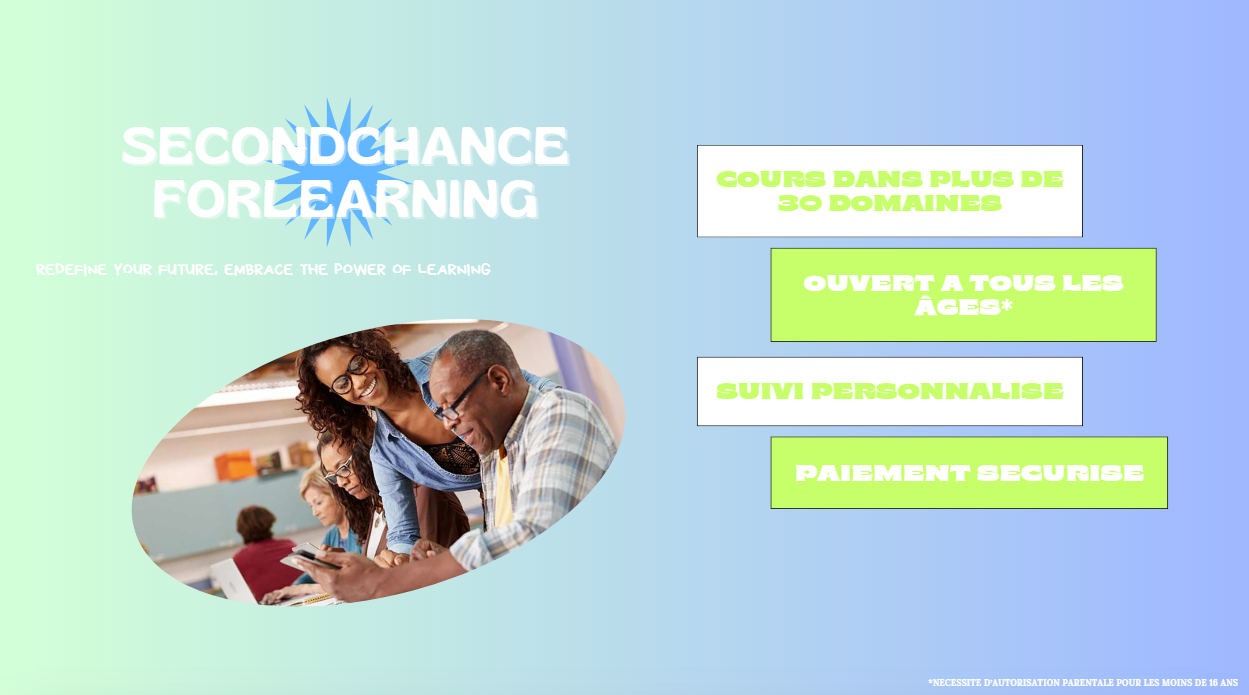 SECONDCHANCE
FORLEARNING
REDEFINE YOUR FUTURE, EMBRACE THE POWER OF LEARNING
COURS DANS PLUS DE
30 DOMAINES
OUVERT A TOUS LES
ÂGES*
SUIVI PERSONNALISE
PAIEMENT SECURISE
*NECESSITE D'AUTORISATION PARENTALE POUR LES MOINS DE 16 ANS